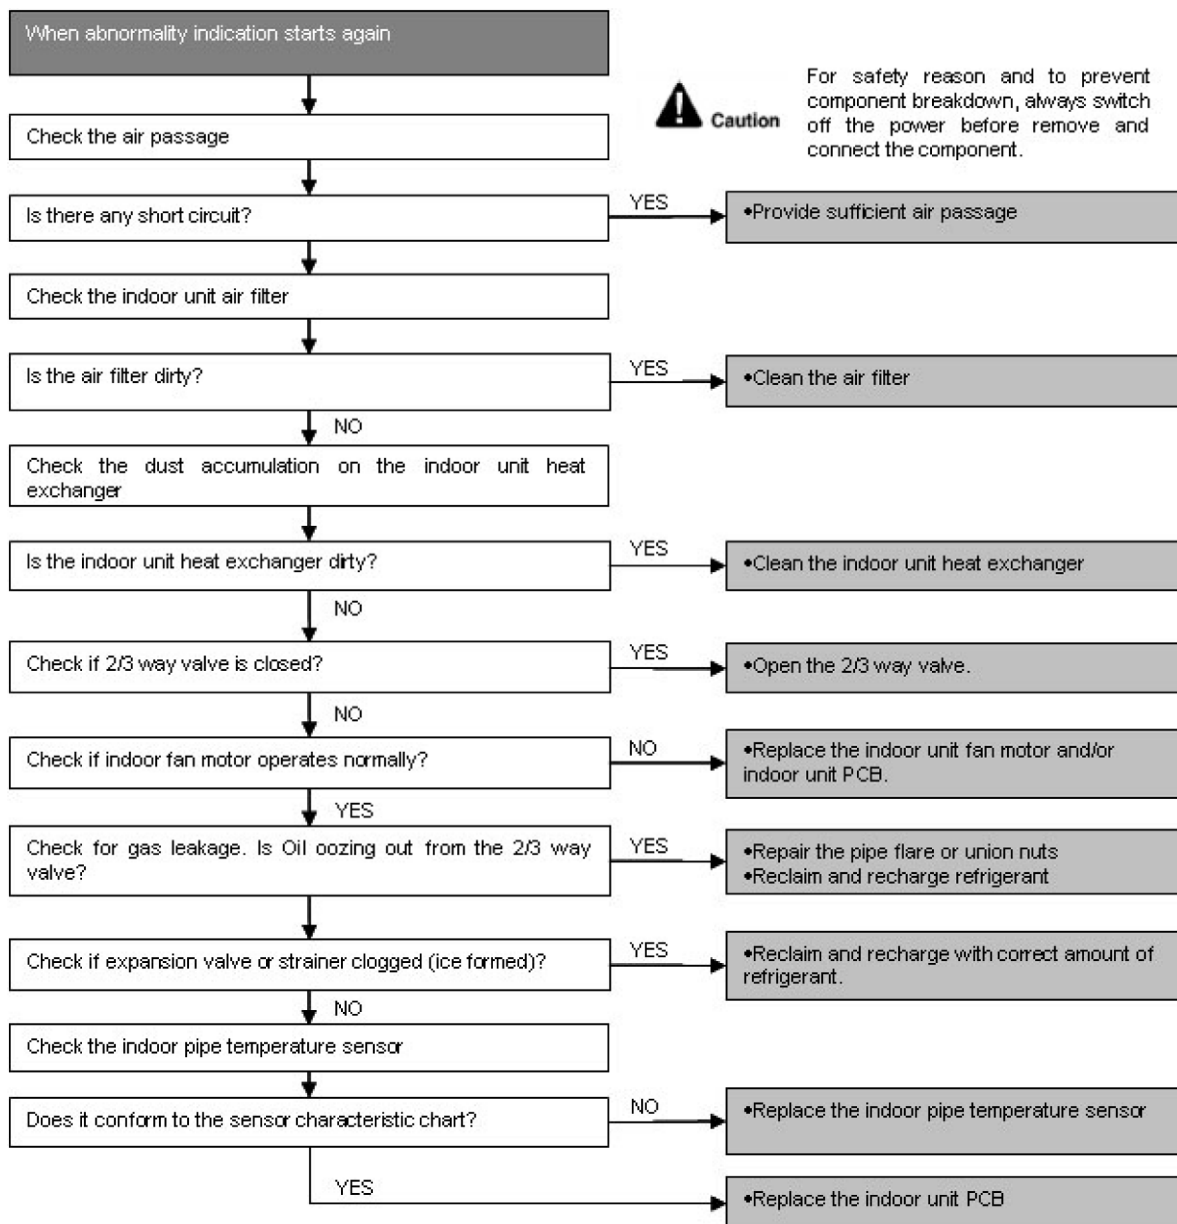 When abnormality indication starts again
For safety reason and to prevent
component breakdown, always switch
off the power before remove and
connect the component.
Caution
Check the air passage
Is there any short circuit?
YES
•Provide sufficient air passage
Check the indoor unit air filter
Is the air filter dirty?
YES
•Clean the air filter
NO
Check the dust accumulation on the indoor unit heat
exchanger
Is the indoor unit heat exchanger dirty?
YES
•Clean the indoor unit heat exchanger
NO
Check if 2/3 way valve is closed?
YES
•Open the 2/3 way valve.
NO
Check if indoor fan motor operates normally?
NO
•Replace the indoor unit fan motor and/or
indoor unit PCB.
YES
Check for gas leakage. Is Oil oozing out from the 2/3 way
valve?
YES
•Repair the pipe flare or union nuts
•Reclaim and recharge refrigerant
Check if expansion valve or strainer clogged (ice formed)?
YES
•Reclaim and recharge with correct amount of
refrigerant.
NO
Check the indoor pipe temperature sensor
Does it conform to the sensor characteristic chart?
NO
•Replace the indoor pipe temperature sensor
YES
•Replace the indoor unit PCB